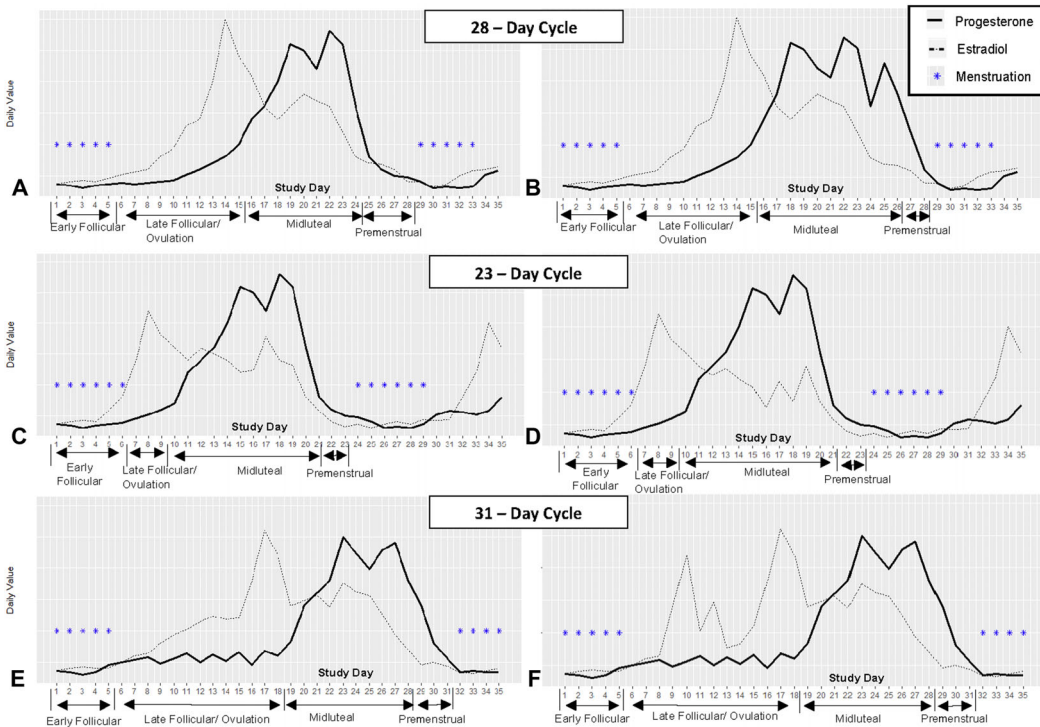 28 – Day Cycle
Progesterone
Estradiol
Menstruation
Daily Value
A
Study Day
1 2 3 4 5 6 7 8 9 10 11 12 13 14 15 16 17 18 19 20 21 22 23 24 25 26 27 28 29 30 31 32 33 34 35
Early Follicular
Late Follicular/
Ovulation
Midluteal
Premenstrual
B
Study Day
1 2 3 4 5 6 7 8 9 10 11 12 13 14 15 16 17 18 19 20 21 22 23 24 25 26 27 28 29 30 31 32 33 34 35
Early Follicular
Late Follicular/
Ovulation
Midluteal
Premenstrual
23 – Day Cycle
Daily Value
C
Study Day
1 2 3 4 5 6 7 8 9 10 11 12 13 14 15 16 17 18 19 20 21 22 23 24 25 26 27 28 29 30 31 32 33 34 35
Early
Follicular
Late Follicular/
Ovulation
Midluteal
Premenstrual
D
Study Day
1 2 3 4 5 6 7 8 9 10 11 12 13 14 15 16 17 18 19 20 21 22 23 24 25 26 27 28 29 30 31 32 33 34 35
Early
Follicular
Late Follicular/
Ovulation
Midluteal
Premenstrual
31 – Day Cycle
Daily Value
E
Study Day
1 2 3 4 5 6 7 8 9 10 11 12 13 14 15 16 17 18 19 20 21 22 23 24 25 26 27 28 29 30 31 32 33 34 35
Early Follicular
Late Follicular/ Ovulation
Midluteal
Premenstrual
F
Study Day
1 2 3 4 5 6 7 8 9 10 11 12 13 14 15 16 17 18 19 20 21 22 23 24 25 26 27 28 29 30 31 32 33 34 35
Early Follicular
Late Follicular/ Ovulation
Midluteal
Premenstrual